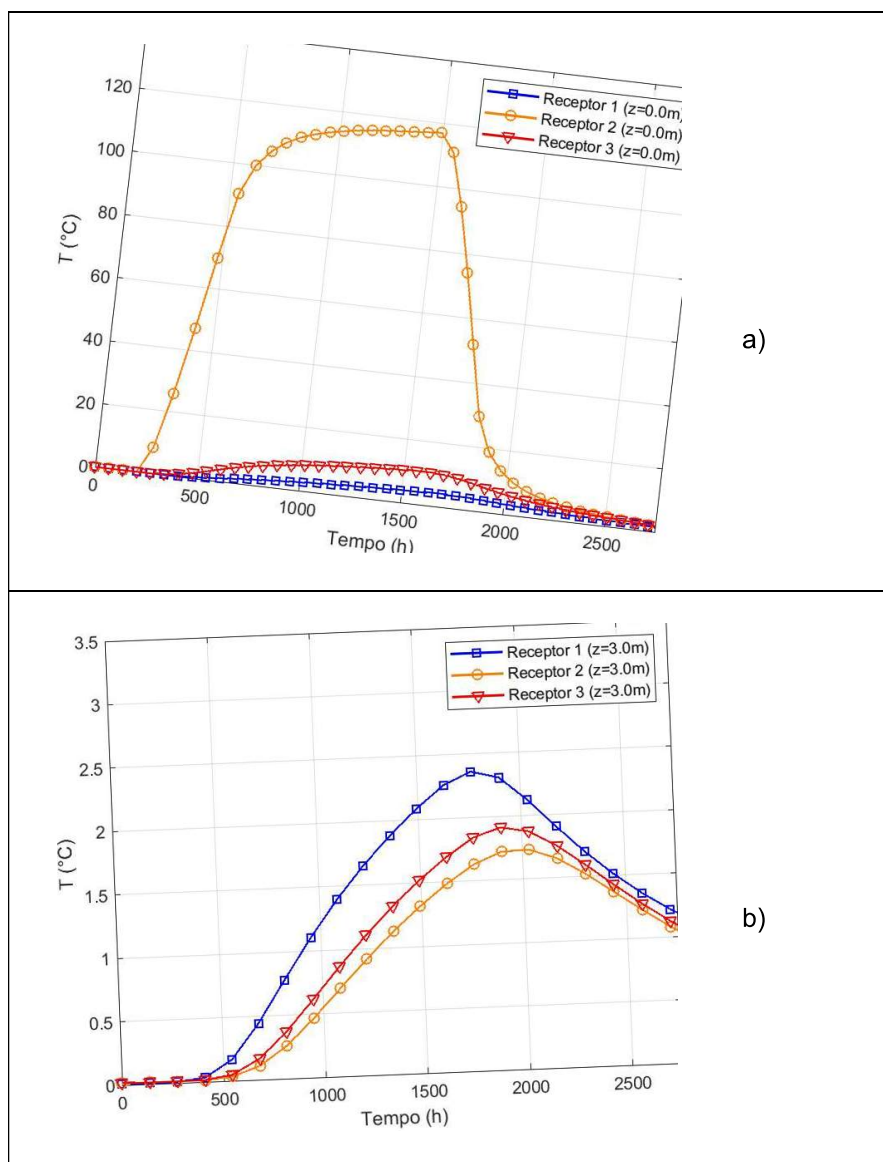 120
100
80
60
40
20
0
T (°C)
0
500
1000
1500
2000
2500
Tempo (h)
Receptor 1 (z=0.0m)
Receptor 2 (z=0.0m)
Receptor 3 (z=0.0m)
a)
3.5
3
2.5
2
1.5
1
0.5
0
T (°C)
0
500
1000
1500
2000
2500
Tempo (h)
Receptor 1 (z=3.0m)
Receptor 2 (z=3.0m)
Receptor 3 (z=3.0m)
b)